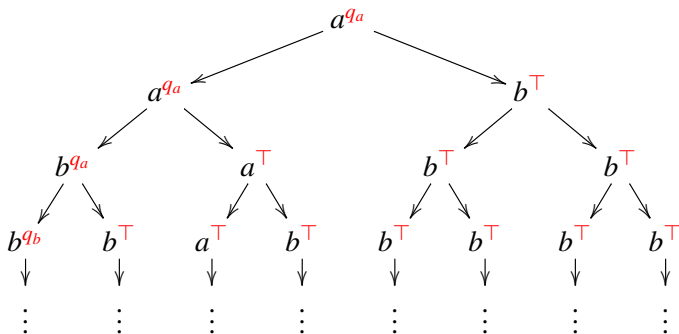 a^{q_a}
a^{q_a} b^⊤
b^{q_a} a^⊤ b^⊤ b^⊤
b^{q_b} b^⊤ a^⊤ b^⊤ b^⊤ b^⊤ b^⊤ b^⊤
⋮ ⋮ ⋮ ⋮ ⋮ ⋮ ⋮ ⋮